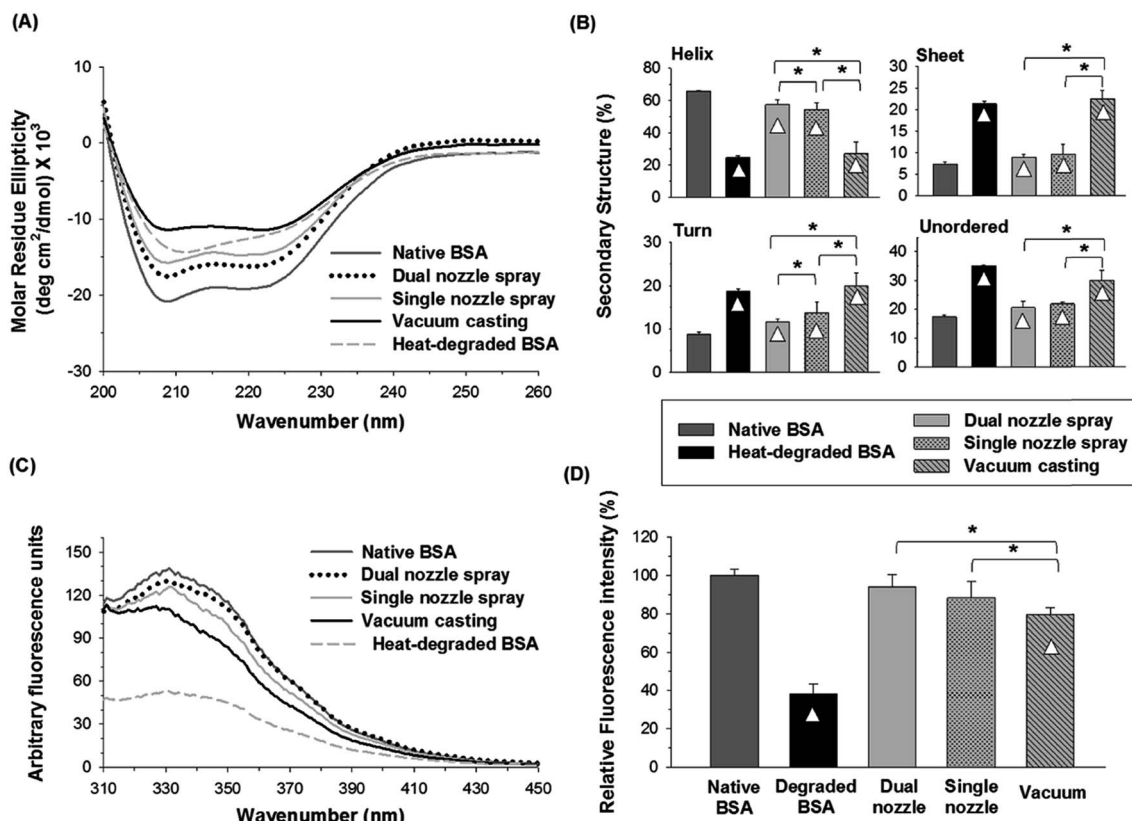 (A)
Molar Residue Ellipticity
(deg cm²/dmol) X 10³
10
0
-10
-20
-30
200
210
220
230
240
250
260
Wavenumber (nm)
Native BSA
Dual nozzle spray
Single nozzle spray
Vacuum casting
Heat-degraded BSA
(B)
Secondary Structure (%)
Helix
80
60
40
20
0
* * *
Sheet
30
25
20
15
10
5
0
* *
Turn
30
20
10
0
* * *
Unordered
50
40
30
20
10
0
* *
Native BSA
Heat-degraded BSA
Dual nozzle spray
Single nozzle spray
Vacuum casting
(C)
Arbitrary fluorescence units
150
120
90
60
30
0
310
330
350
370
390
410
430
450
Wavenumber (nm)
Native BSA
Dual nozzle spray
Single nozzle spray
Vacuum casting
Heat-degraded BSA
(D)
Relative Fluorescence Intensity (%)
120
100
80
60
40
20
0
* *
Native
BSA
Degraded
BSA
Dual
nozzle
Single
nozzle
Vacuum